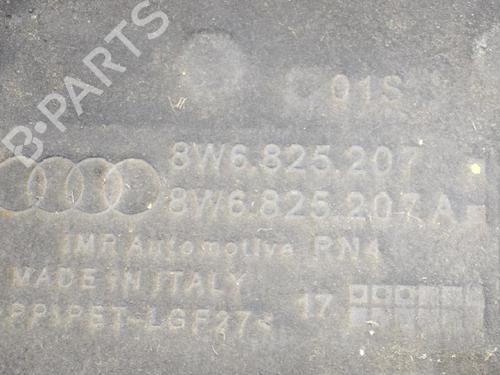 01S
8W6.825.207
8W6.825.207.A
IMR Automotive RN4
MADE IN ITALY
PP\PET-LGF27<
17
B-PARTS